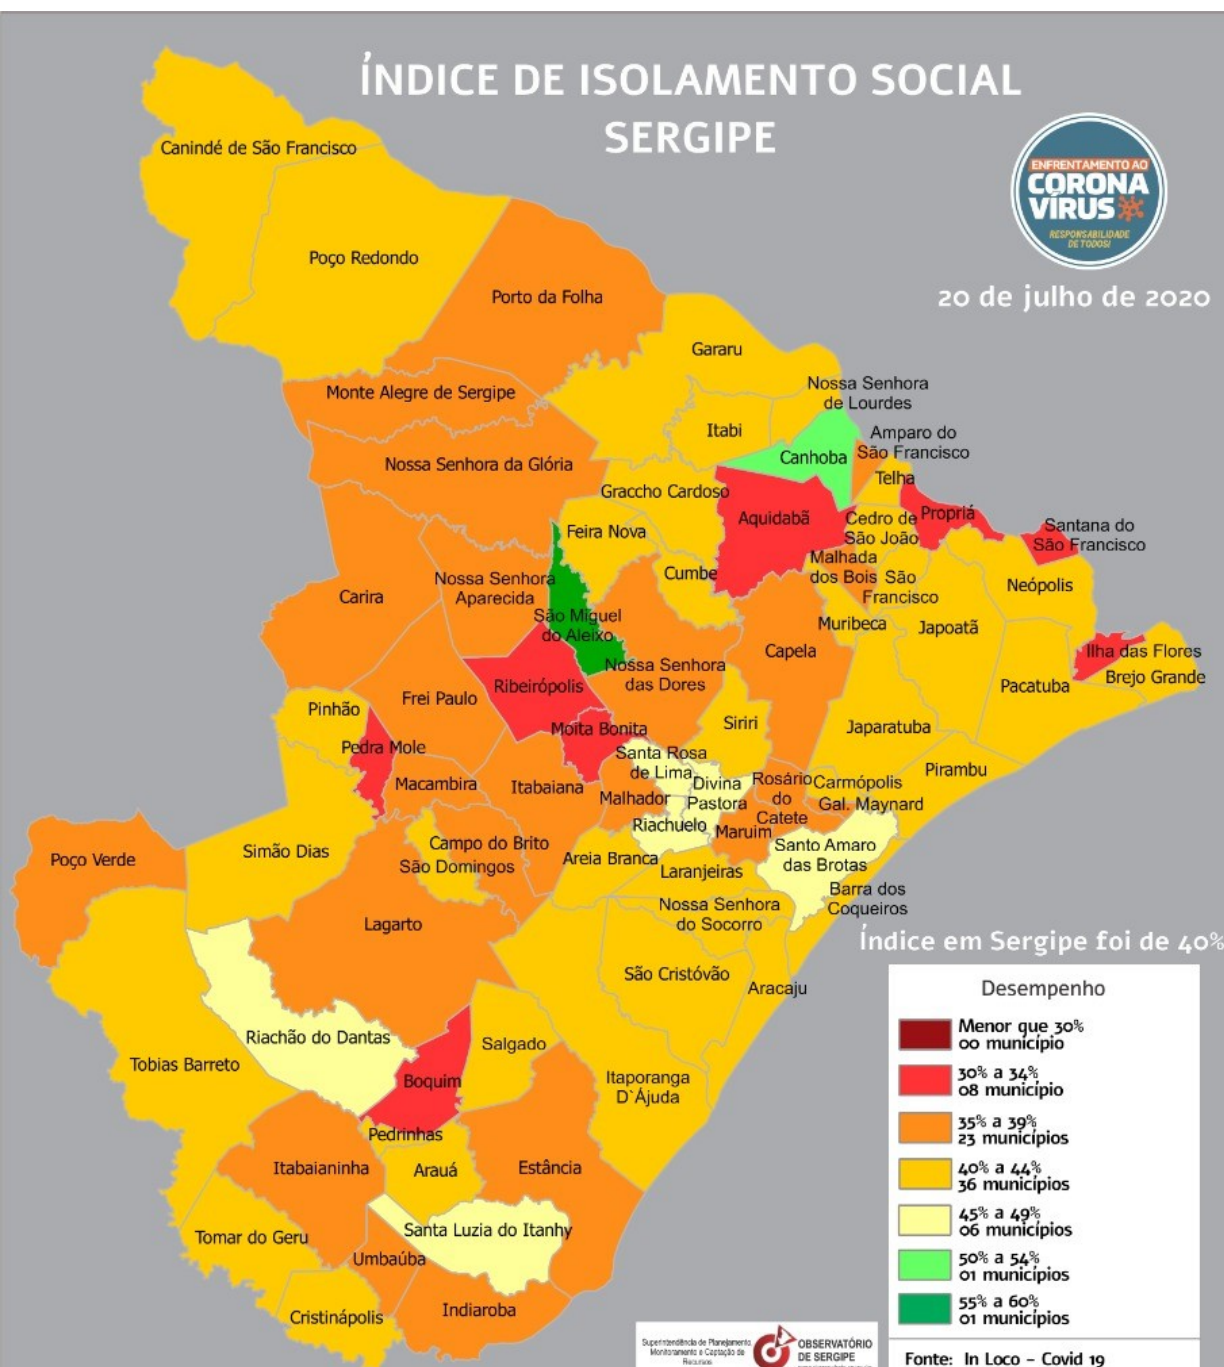 ÍNDICE DE ISOLAMENTO SOCIAL
SERGIPE
ENFRENTAMENTO AO
CORONA
VÍRUS
RESPONSABILIDADE
DE TODOS!
20 de julho de 2020
Canindé de São Francisco
Poço Redondo
Porto da Folha
Gararu
Monte Alegre de Sergipe
Nossa Senhora
de Lourdes
Itabi
Amparo do
São Francisco
Canhoba
Nossa Senhora da Glória
Telha
Graccho Cardoso
Aquidabã
Propriá
Cedro de
São João
Santana do
São Francisco
Feira Nova
Malhada
dos Bois
São
Francisco
Cumbe
Neópolis
Nossa Senhora
Aparecida
Carira
São Miguel
do Aleixo
Muribeca
Japoatã
Capela
Ilha das Flores
Nossa Senhora
das Dores
Brejo Grande
Pacatuba
Ribeirópolis
Frei Paulo
Pinhão
Siriri
Japaratuba
Moita Bonita
Pedra Mole
Santa Rosa
de Lima
Pirambu
Macambira
Itabaiana
Divina
Pastora
Rosário
do
Catete
Carmópolis
Malhador
Gal. Maynard
Riachuelo
Maruim
Campo do Brito
Santo Amaro
das Brotas
Simão Dias
Poço Verde
São Domingos
Areia Branca
Laranjeiras
Barra dos
Coqueiros
Nossa Senhora
do Socorro
Lagarto
São Cristóvão
Aracaju
Riachão do Dantas
Salgado
Tobias Barreto
Boquim
Itaporanga
D`Ájuda
Pedrinhas
Itabaianinha
Arauá
Estância
Santa Luzia do Itanhy
Tomar do Geru
Umbaúba
Indiaroba
Cristinápolis
Índice em Sergipe foi de 40%
Desempenho
Menor que 30%
00 município
30% a 34%
08 município
35% a 39%
23 municípios
40% a 44%
36 municípios
45% a 49%
06 municípios
50% a 54%
01 municípios
55% a 60%
01 municípios
Fonte: In Loco - Covid 19
Superintendência de Planejamento
Monitoramento e Captação de
Recursos
OBSERVATÓRIO
DE SERGIPE